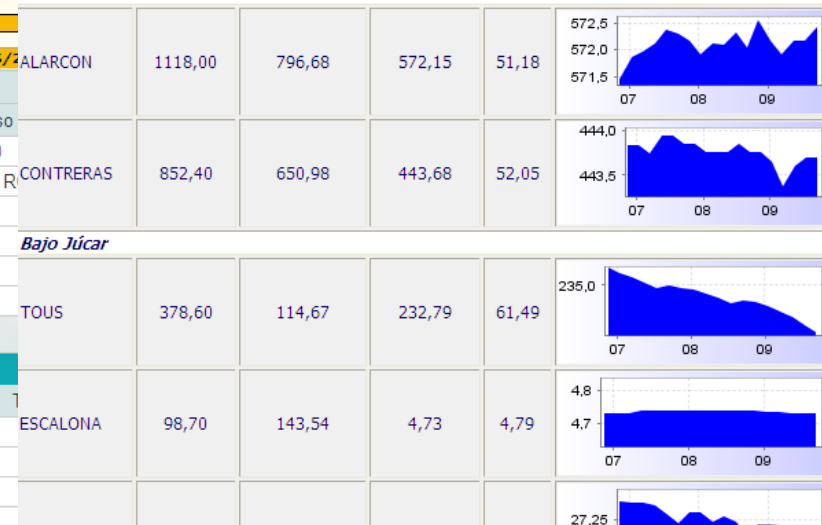 572,5
ALARCON 1118,00 796,68 572,15 51,18 572,0
571,5
07 08 09
444,0
CONTRERAS 852,40 650,98 443,68 52,05 443,5
07 08 09
Bajo Júcar
235,0
TOUS 378,60 114,67 232,79 61,49
07 08 09
4,8
ESCALONA 98,70 143,54 4,73 4,79 4,7
07 08 09
27,25